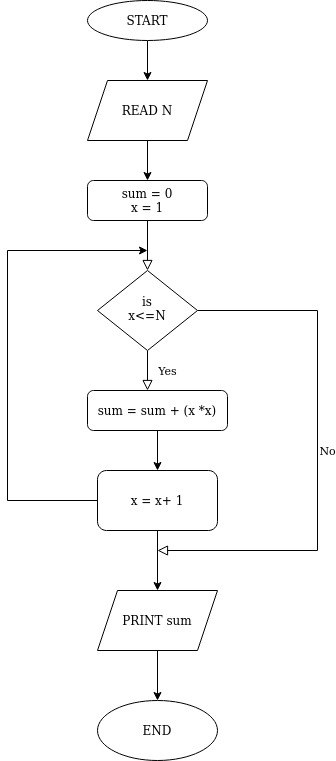 START
READ N
sum = 0
x = 1
is
x<=N
Yes
sum = sum + (x *x)
No
x = x+ 1
PRINT sum
END